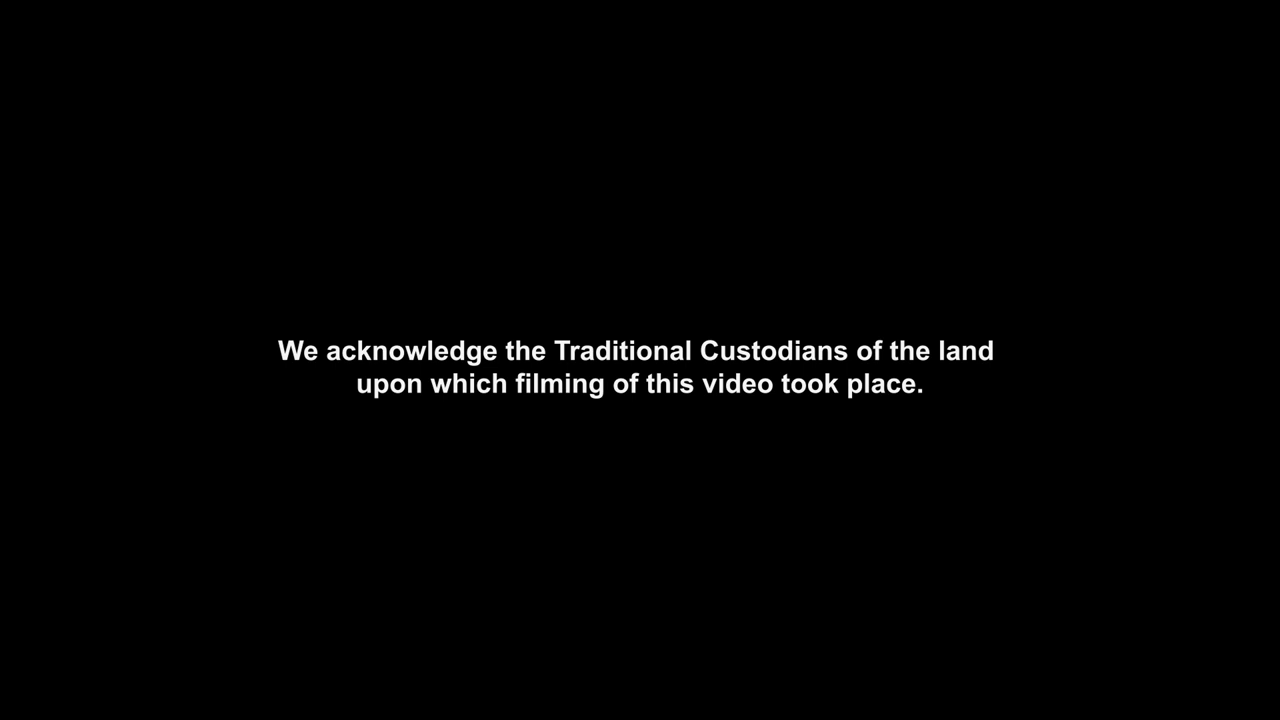 We acknowledge the Traditional Custodians of the land
upon which filming of this video took place.